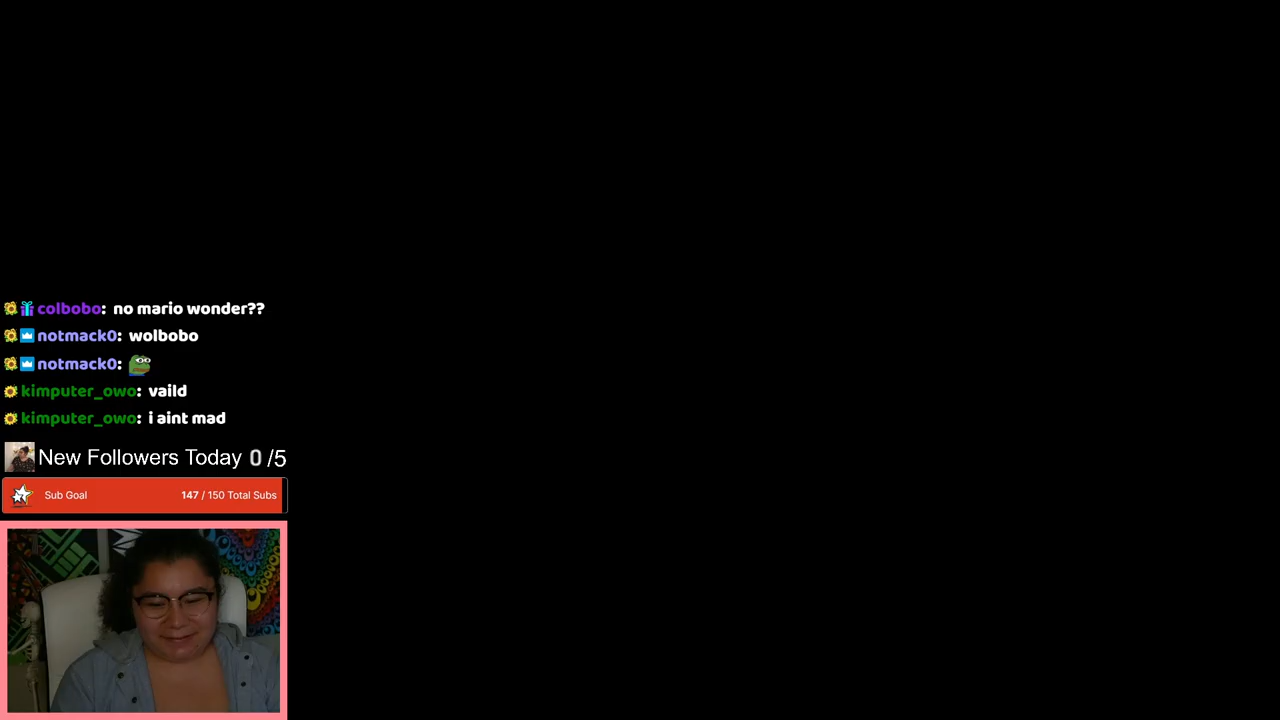 colbobo: no mario wonder??
notmack0: wolbobo
notmack0:
kimputer_owo: vaild
kimputer_owo: i aint mad
New Followers Today 0 /5
Sub Goal 147 / 150 Total Subs